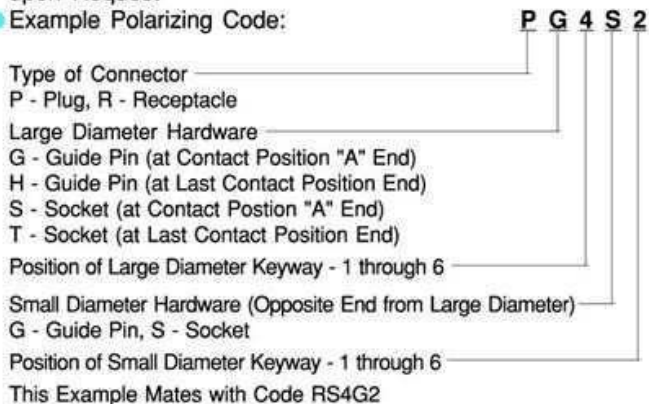 Example Polarizing Code: P G 4 S 2
Type of Connector
P - Plug, R - Receptacle
Large Diameter Hardware
G - Guide Pin (at Contact Position "A" End)
H - Guide Pin (at Last Contact Position End)
S - Socket (at Contact Postion "A" End)
T - Socket (at Last Contact Position End)
Position of Large Diameter Keyway - 1 through 6
Small Diameter Hardware (Opposite End from Large Diameter)
G - Guide Pin, S - Socket
Position of Small Diameter Keyway - 1 through 6
This Example Mates with Code RS4G2